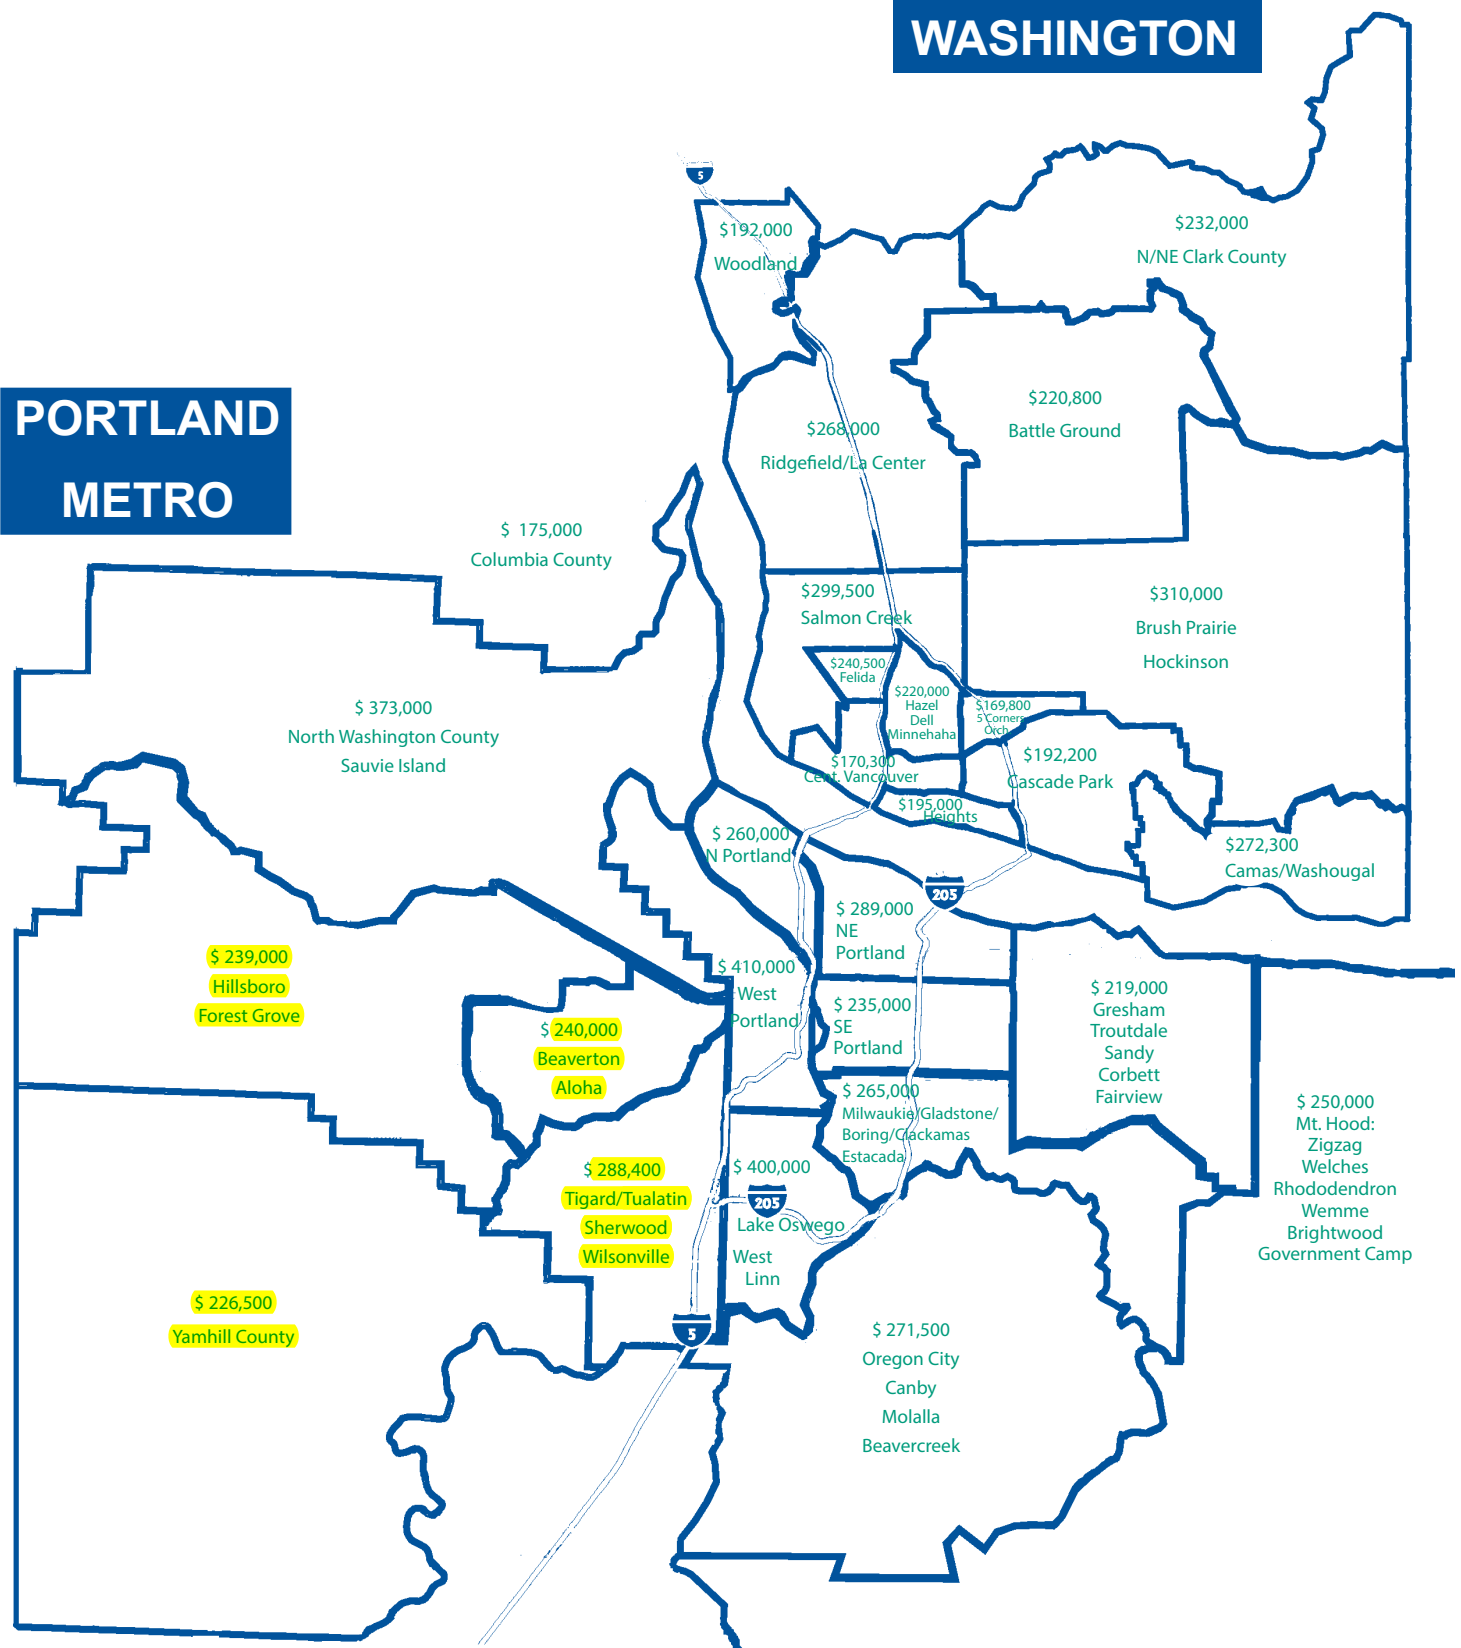 WASHINGTON
5
$192,000
Woodland
$232,000
N/NE Clark County
PORTLAND
METRO
$220,800
Battle Ground
$268,000
Ridgefield/La Center
$ 175,000
Columbia County
$299,500
Salmon Creek
$310,000
Brush Prairie
Hockinson
$240,500
Felida
$220,000
Hazel
Dell
Minnehaha
$169,800
5 Corners
Orch.
$ 373,000
North Washington County
Sauvie Island
$170,300
Cent. Vancouver
$192,200
Cascade Park
$195,000
Heights
$ 260,000
N Portland
$272,300
Camas/Washougal
205
$ 289,000
NE
Portland
$ 239,000
Hillsboro
Forest Grove
$ 410,000
West
Portland
$ 235,000
SE
Portland
$ 219,000
Gresham
Troutdale
Sandy
Corbett
Fairview
$ 240,000
Beaverton
Aloha
$ 265,000
Milwaukie/Gladstone/
Boring/Clackamas
Estacada
$ 250,000
Mt. Hood:
Zigzag
Welches
Rhododendron
Wemme
Brightwood
Government Camp
$ 288,400
Tigard/Tualatin
Sherwood
Wilsonville
$ 400,000
205
Lake Oswego
West
Linn
$ 226,500
Yamhill County
5
$ 271,500
Oregon City
Canby
Molalla
Beavercreek